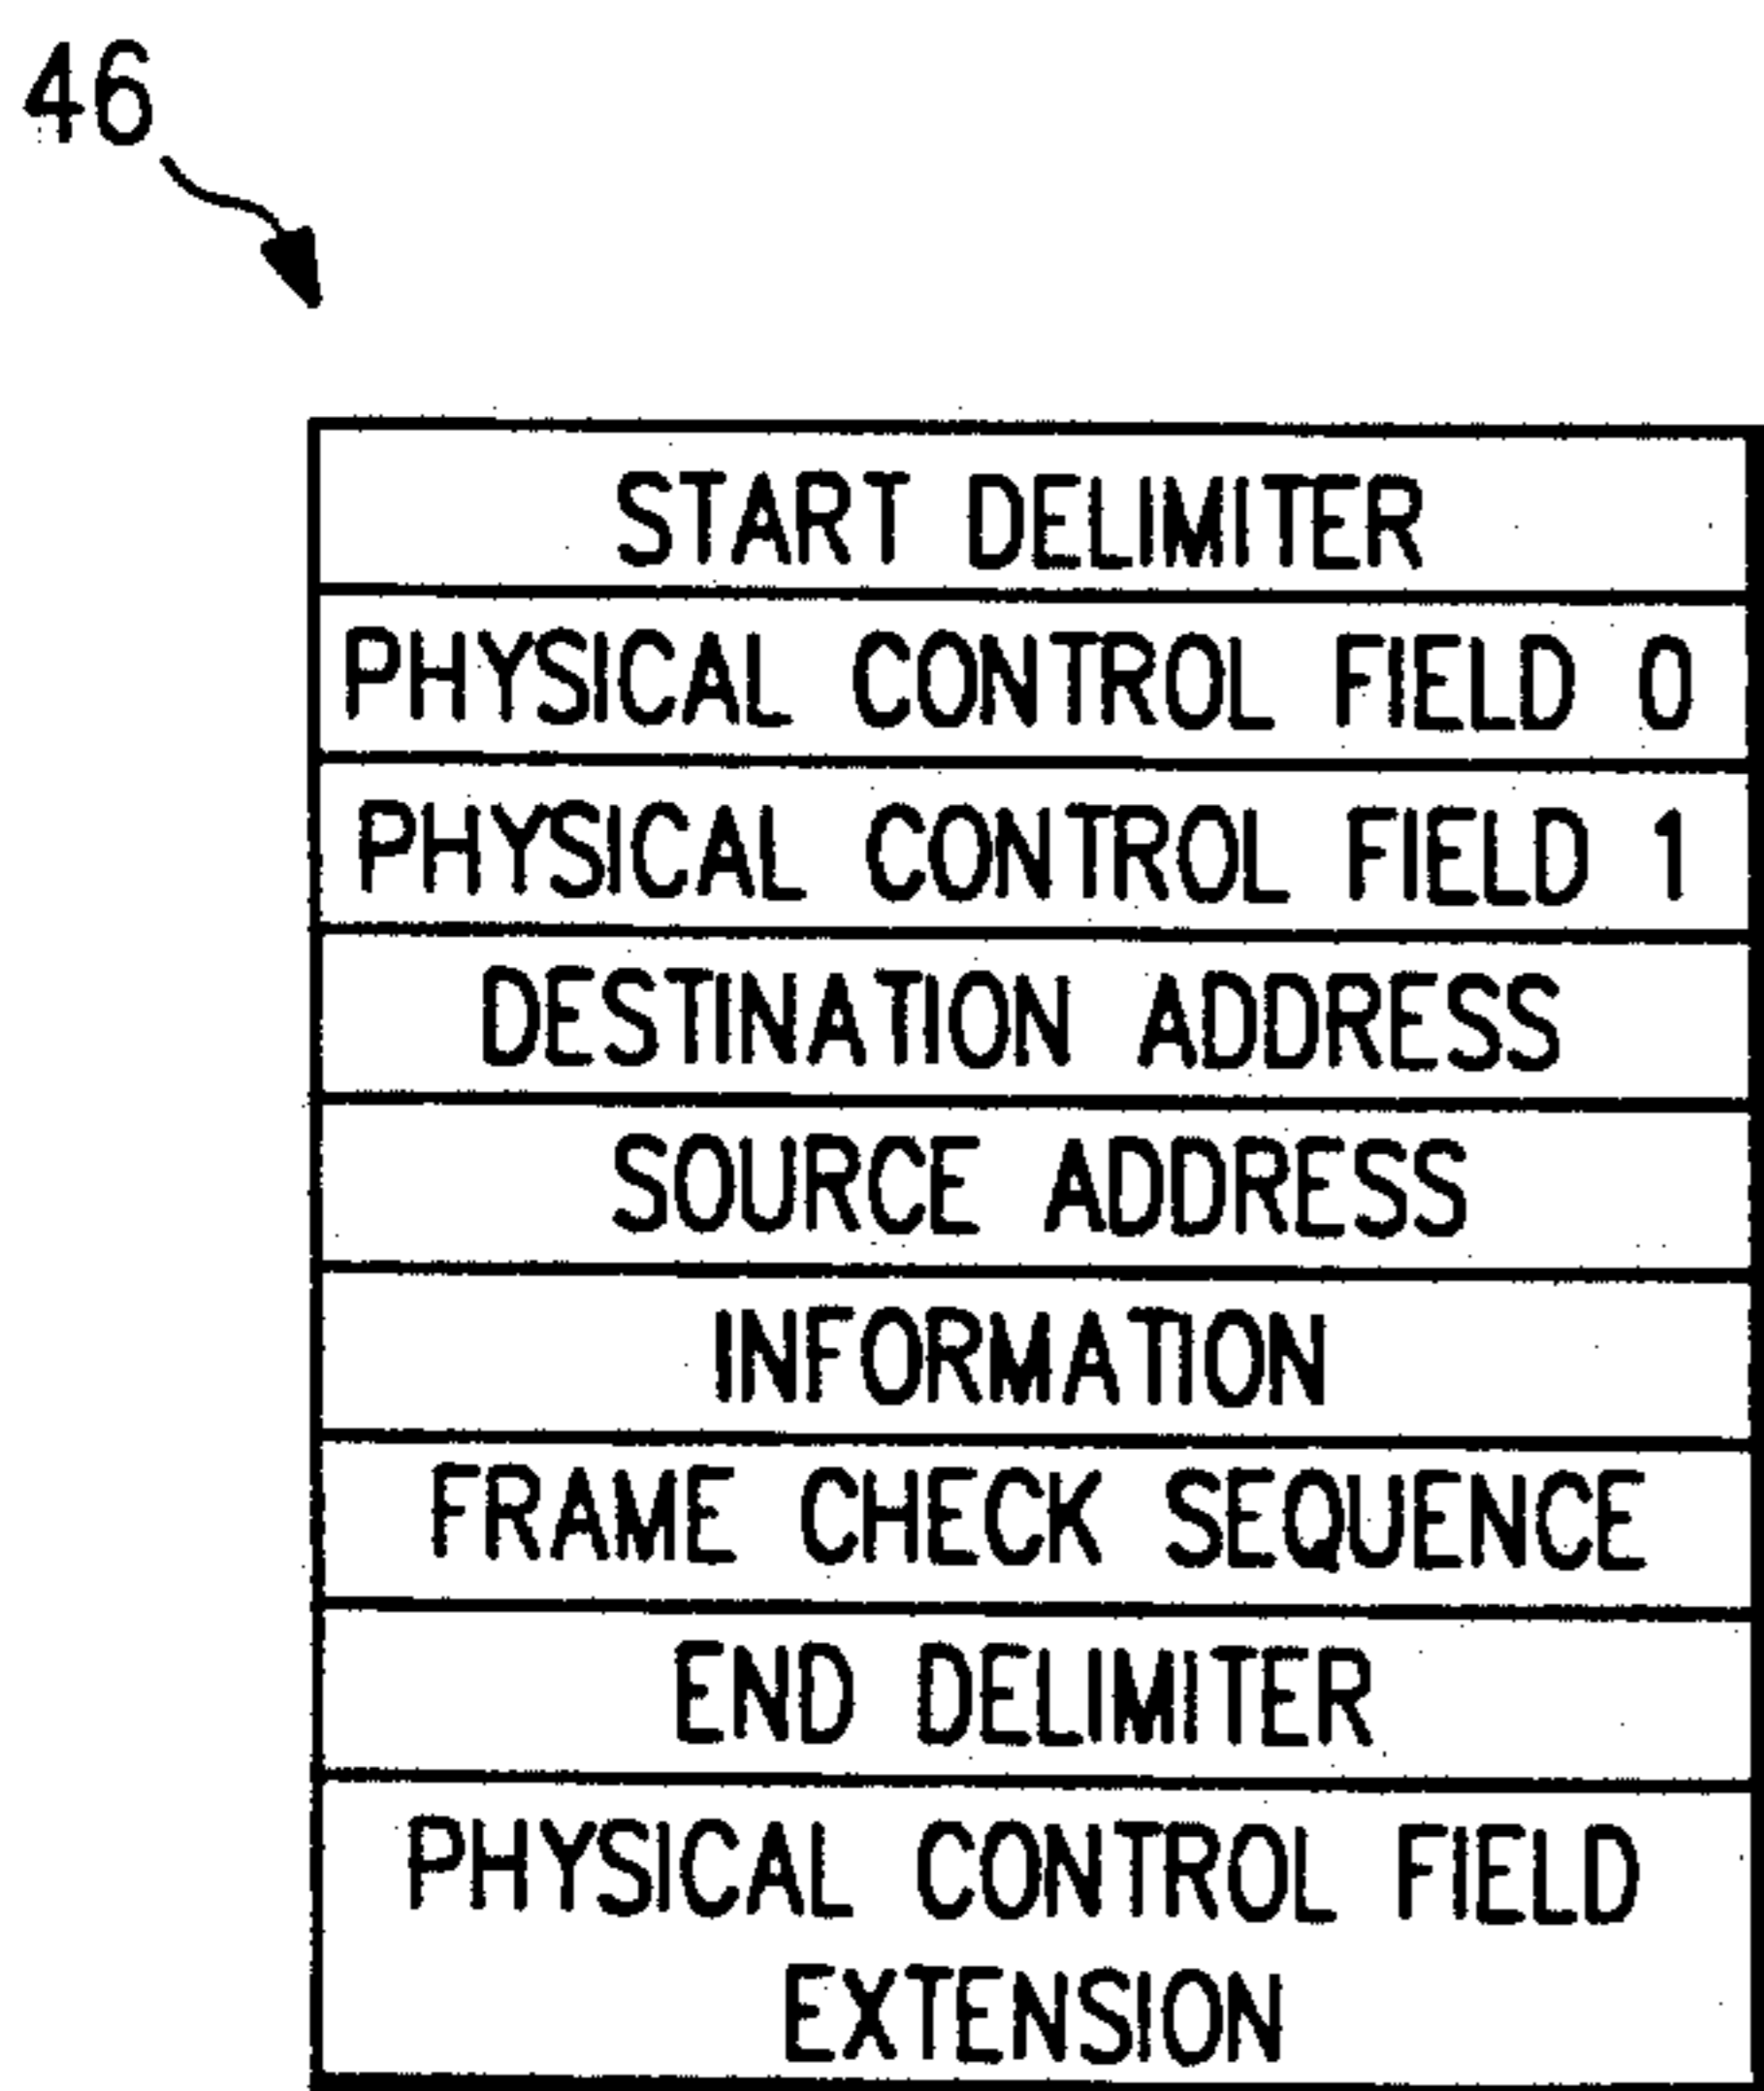 46
START DELIMITER
PHYSICAL CONTROL FIELD 0
PHYSICAL CONTROL FIELD 1
DESTINATION ADDRESS
SOURCE ADDRESS
INFORMATION
FRAME CHECK SEQUENCE
END DELIMITER
PHYSICAL CONTROL FIELD
EXTENSION